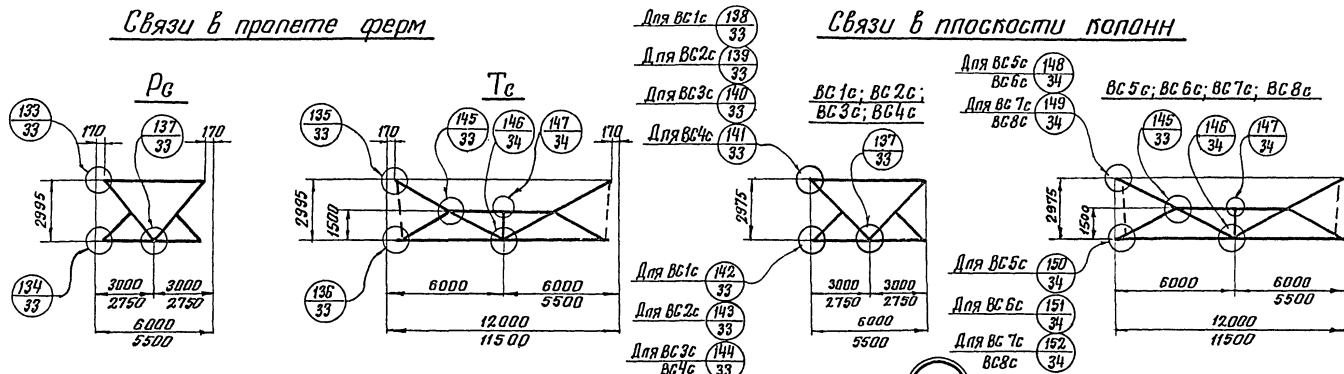 Связи в пролете ферм
Связи в плоскости колонн
Рс
133
33
170
137
33
170
2995
134
33
3000
3000
2750
2750
6000
5500
Тс
135
33
170
145
33
146
34
147
34
170
2995
1500
136
33
6000
6000
5500
12000
11500
Для ВС1с 138
33
Для ВС2с 139
33
Для ВС3с 140
33
Для ВС4с 141
33
ВС1с; ВС2с;
ВС3с; ВС4с
137
33
2975
Для ВС1с 142
33
Для ВС2с 143
33
Для ВС3с 144
ВС4с 33
3000
3000
2750
2750
6000
5500
Для ВС5с 148
ВС6с 34
Для ВС7с 149
ВС8с 34
ВС5с; ВС6с; ВС7с; ВС8с
145
33
146
34
147
34
2975
1500
Для ВС5с 150
34
Для ВС6с 151
34
Для ВС7с 152
ВС8с 34
6000
6000
5500
12000
11500